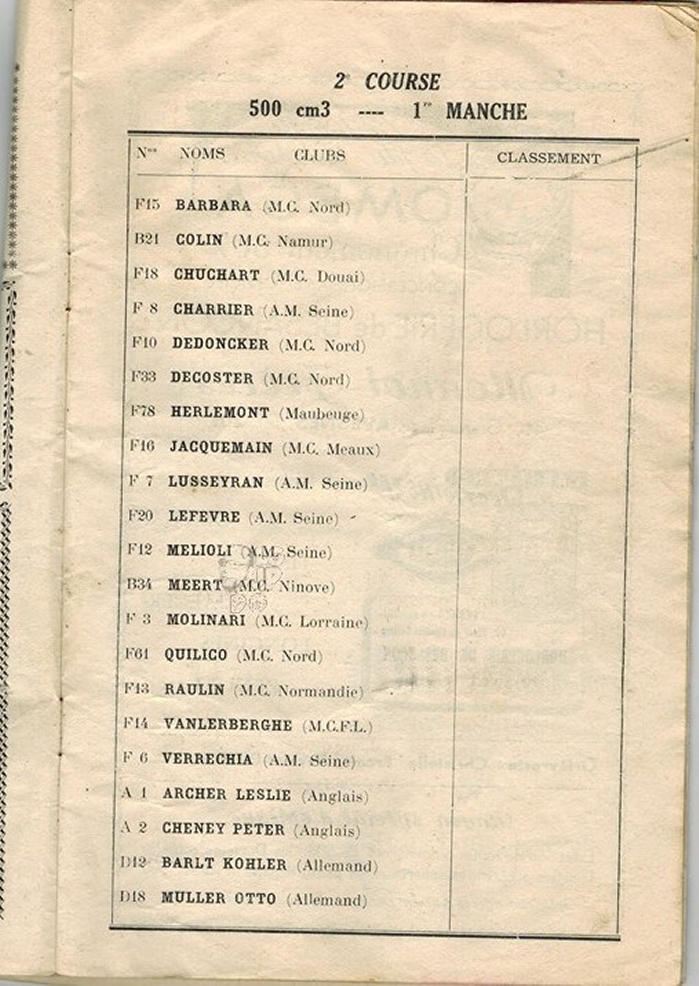 2e COURSE
500 cm3 ---- 1re MANCHE
Nos NOMS CLUBS CLASSEMENT
F15 BARBARA (M.C. Nord)
B21 COLIN (M.C. Namur)
F18 CHUCHART (M.C. Douai)
F 8 CHARRIER (A.M. Seine)
F10 DEDONCKER (M.C. Nord)
F33 DECOSTER (M.C. Nord)
F78 HERLEMONT (Maubeuge)
F16 JACQUEMAIN (M.C. Meaux)
F 7 LUSSEYRAN (A.M. Seine)
F20 LEFEVRE (A.M. Seine)
F12 MELIOLI (A.M. Seine)
B34 MEERT (M.C. Ninove)
F 3 MOLINARI (M.C. Lorraine)
F61 QUILICO (M.C. Nord)
F13 RAULIN (M.C. Normandie)
F14 VANLERBERGHE (M.C.F.L.)
F 6 VERRECHIA (A.M. Seine)
A 1 ARCHER LESLIE (Anglais)
A 2 CHENEY PETER (Anglais)
D12 BARLT KOHLER (Allemand)
D18 MULLER OTTO (Allemand)